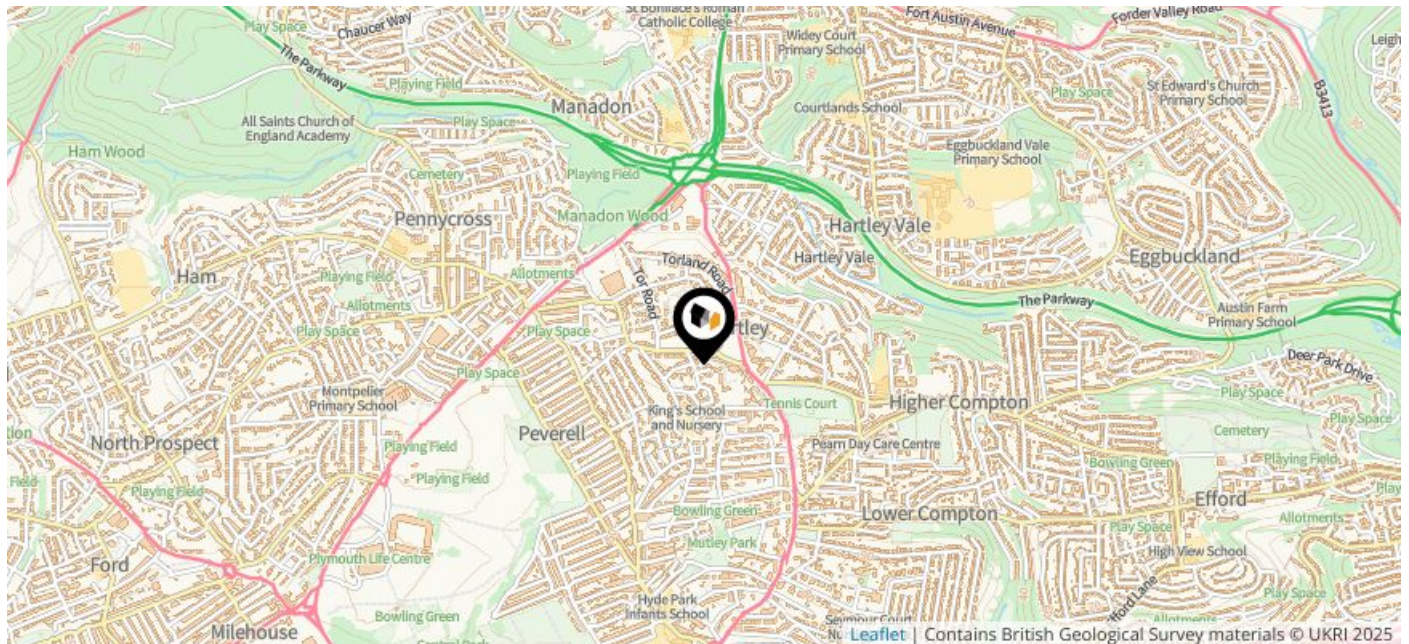 St Boniface's Roman
Catholic College
Fort Austin Avenue
Forder Valley Road
Play Space
Chaucer Way
Widey Court
Primary School
The Parkway
Playing Field
Manadon
Courtlands School
Play Space
St Edward's Church
Primary School
B3413
All Saints Church of
England Academy
Play Space
Ham Wood
Cemetery
Playing Field
Eggbuckland Vale
Primary School
Pennycross
Manadon Wood
Hartley Vale
Hartley Vale
Eggbuckland
Ham
Playing Field
Allotments
Torland Road
Tor Road
The Parkway
Allotments
Play Space
Play Space
Austin Farm
Primary School
Deer Park Drive
Play Space
Montpelier
Primary School
King's School
and Nursery
Tennis Court
Higher Compton
Play Space
Play Space
North Prospect
Peverell
Pearn Day Care Centre
Cemetery
Playing Field
Field
Playing Field
Playing Field
Bowling Green
Playing Field
Efford
Bowling Green
Lower Compton
Play Space
Allotments
Ford
Plymouth Life Centre
Mutley Park
High View School
Bowling Green
Hyde Park
Infants School
Milehouse
Central Park
Seymour Court
Leaflet | Contains British Geological Survey materials © UKRI 2025